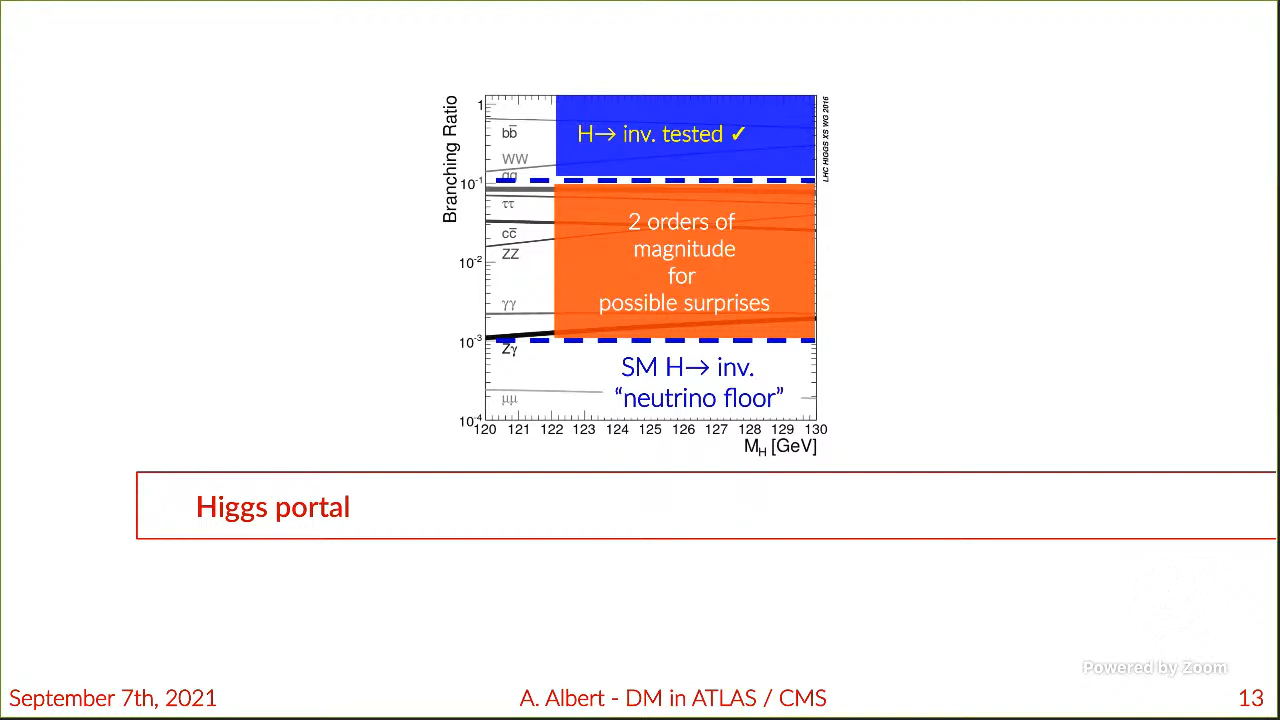 Branching Ratio
1
10-1
10-2
10-3
10-4
bb̅
WW
gg
ττ
cc̅
ZZ
γγ
Zγ
μμ
H→ inv. tested ✓
2 orders of
magnitude
for
possible surprises
SM H→ inv.
“neutrino floor”
LHC HIGGS XS WG 2016
120 121 122 123 124 125 126 127 128 129 130
MH [GeV]
Higgs portal
Powered by Zoom
September 7th, 2021
A. Albert - DM in ATLAS / CMS
13